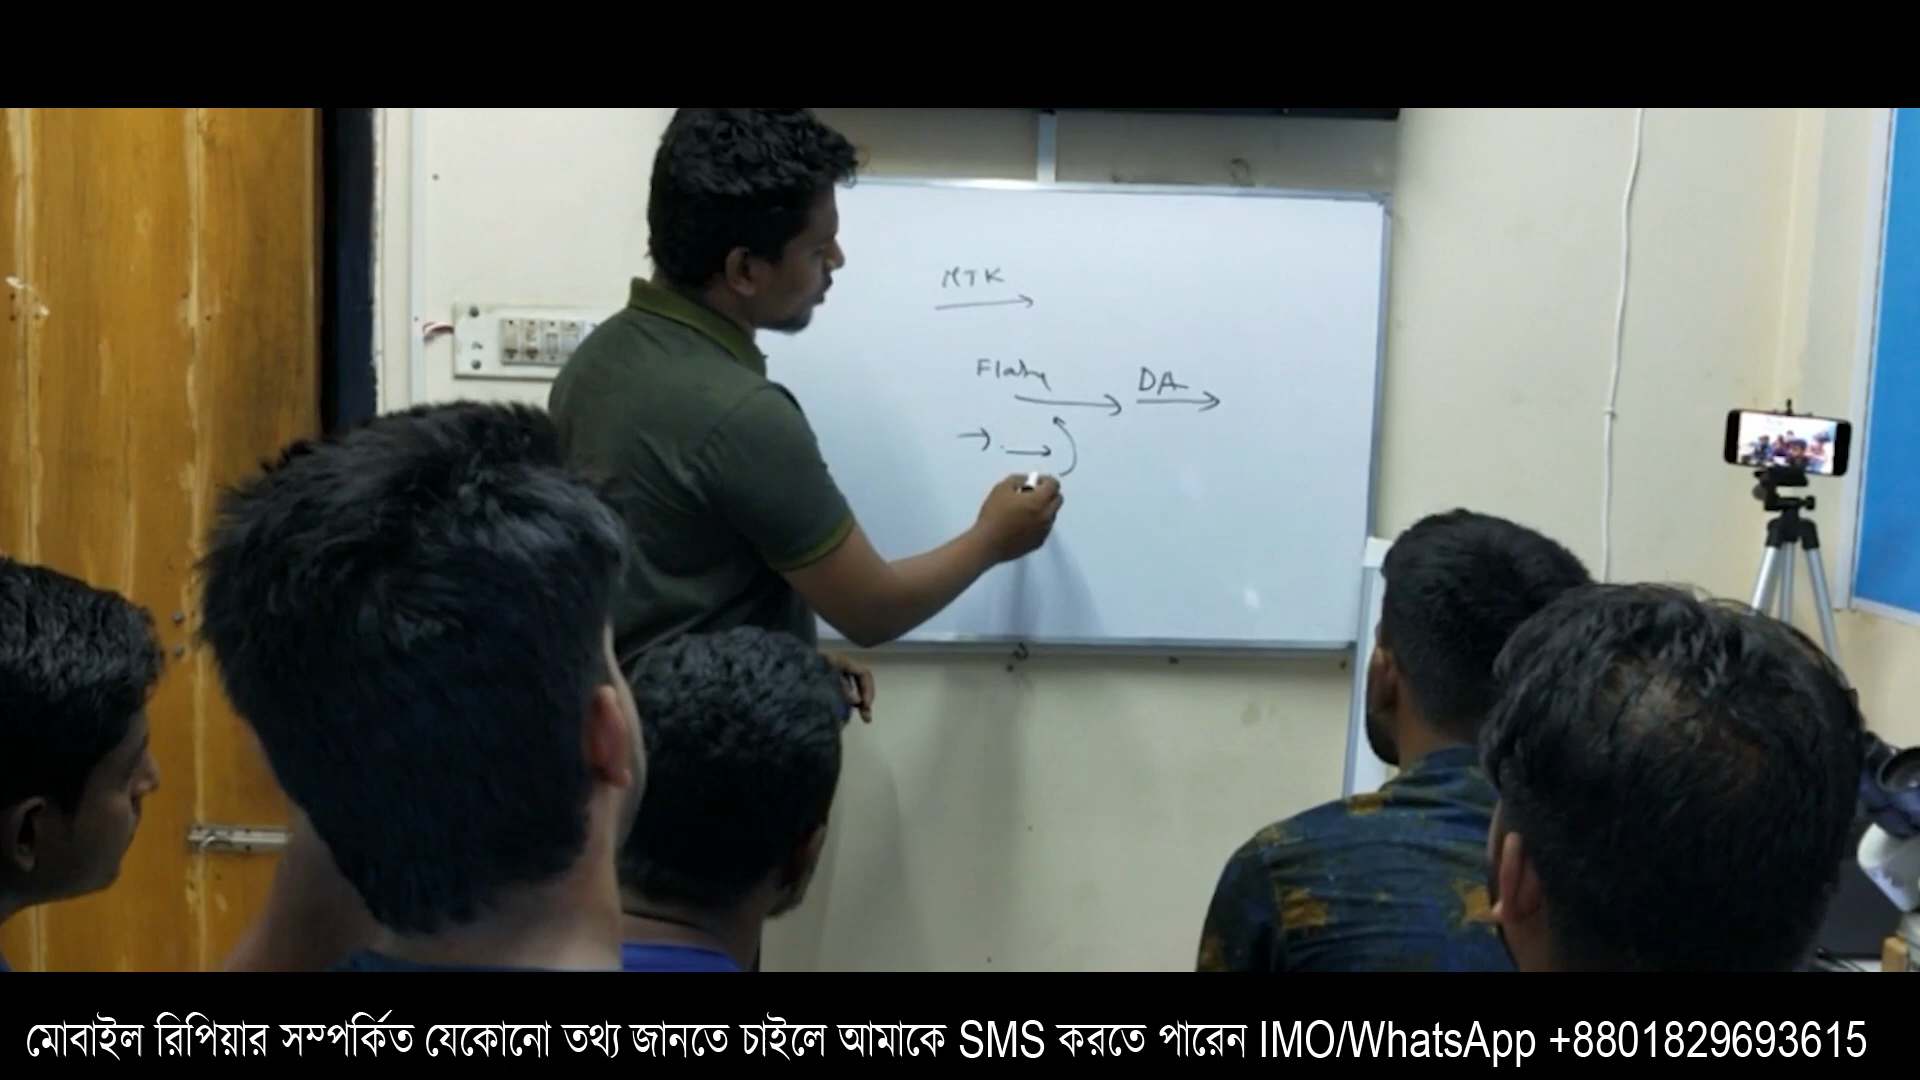 MTK
Flash
DA
মোবাইল রিপিয়ার সম্পর্কিত যেকোনো তথ্য জানতে চাইলে আমাকে SMS করতে পারেন IMO/WhatsApp +8801829693615